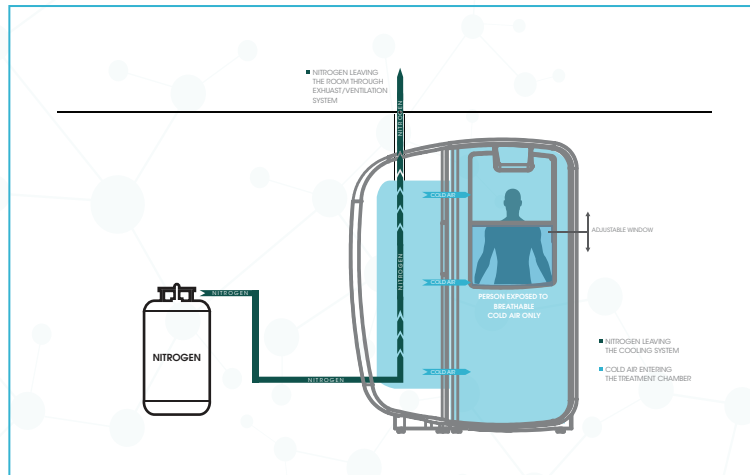 NITROGEN LEAVING
THE ROOM THROUGH
EXHUAST/VENTILATION
SYSTEM
NITROGEN
COLD AIR
ADJUSTABLE WINDOW
NITROGEN
COLD AIR
NITROGEN
PERSON EXPOSED TO
BREATHABLE
COLD AIR ONLY
NITROGEN
NITROGEN LEAVING
THE COOLING SYSTEM
COLD AIR ENTERING
THE TREATMENT CHAMBER
COLD AIR
NITROGEN